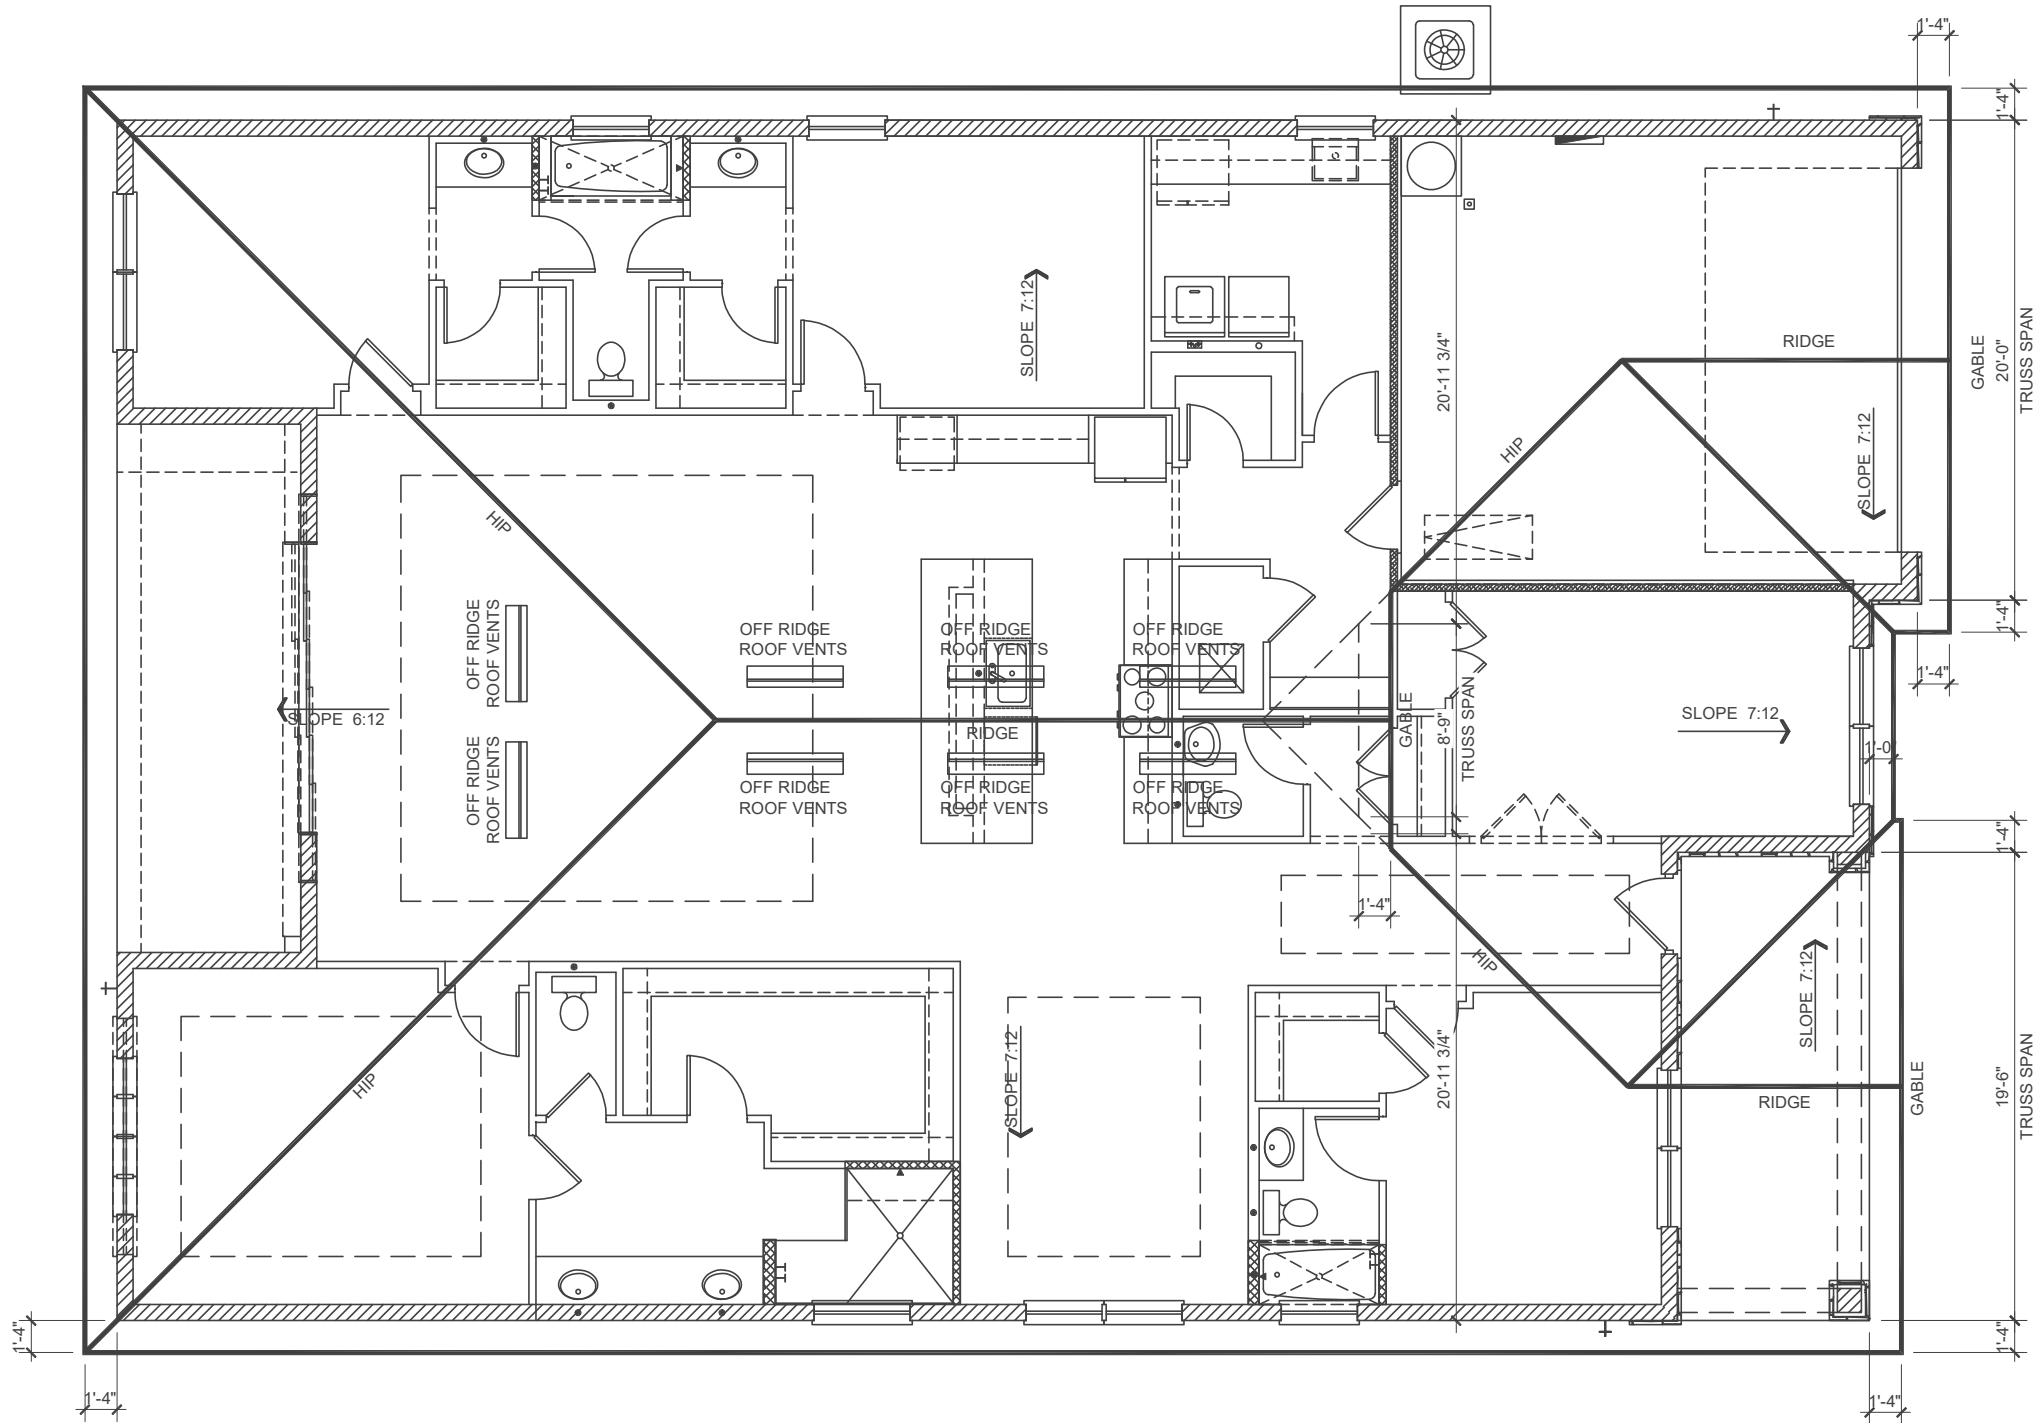 1'-4"
1'-4"
RIDGE
GABLE
20'-0"
TRUSS SPAN
SLOPE 7:12
20'-11 3/4"
HIP
SLOPE 7:12
HIP
1'-4"
1'-4"
OFF RIDGE
ROOF VENTS
OFF RIDGE
ROOF VENTS
OFF RIDGE
ROOF VENTS
OFF RIDGE
ROOF VENTS
SLOPE 6:12
RIDGE
GABLE
8'-9"
TRUSS SPAN
SLOPE 7:12
1'-0"
OFF RIDGE
ROOF VENTS
OFF RIDGE
ROOF VENTS
OFF RIDGE
ROOF VENTS
OFF RIDGE
ROOF VENTS
1'-4"
1'-4"
HIP
SLOPE 7:12
HIP
SLOPE 7:12
20'-11 3/4"
RIDGE
GABLE
19'-6"
TRUSS SPAN
1'-4"
1'-4"
1'-4"
1'-4"